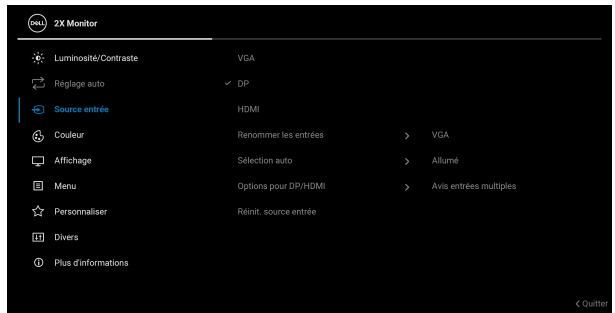 DELL 2X Monitor
Luminosité/Contraste VGA
Réglage auto DP
Source entrée HDMI
Couleur Renommer les entrées VGA
Affichage Sélection auto Allumé
Menu Options pour DP/HDMI Avis entrées multiples
Personnaliser Réinit. source entrée
Divers
Plus d'informations
Quitter